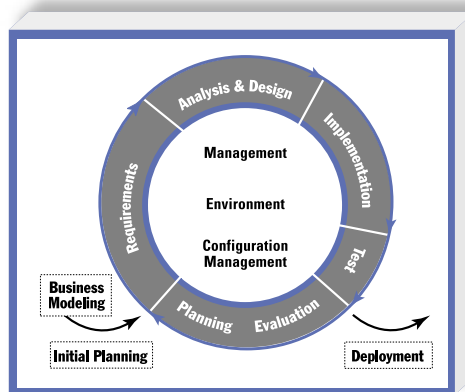 Analysis & Design
Implementation
Requirements
Management
Environment
Configuration
Management
Test
Planning
Evaluation
Business
Modeling
Initial Planning
Deployment